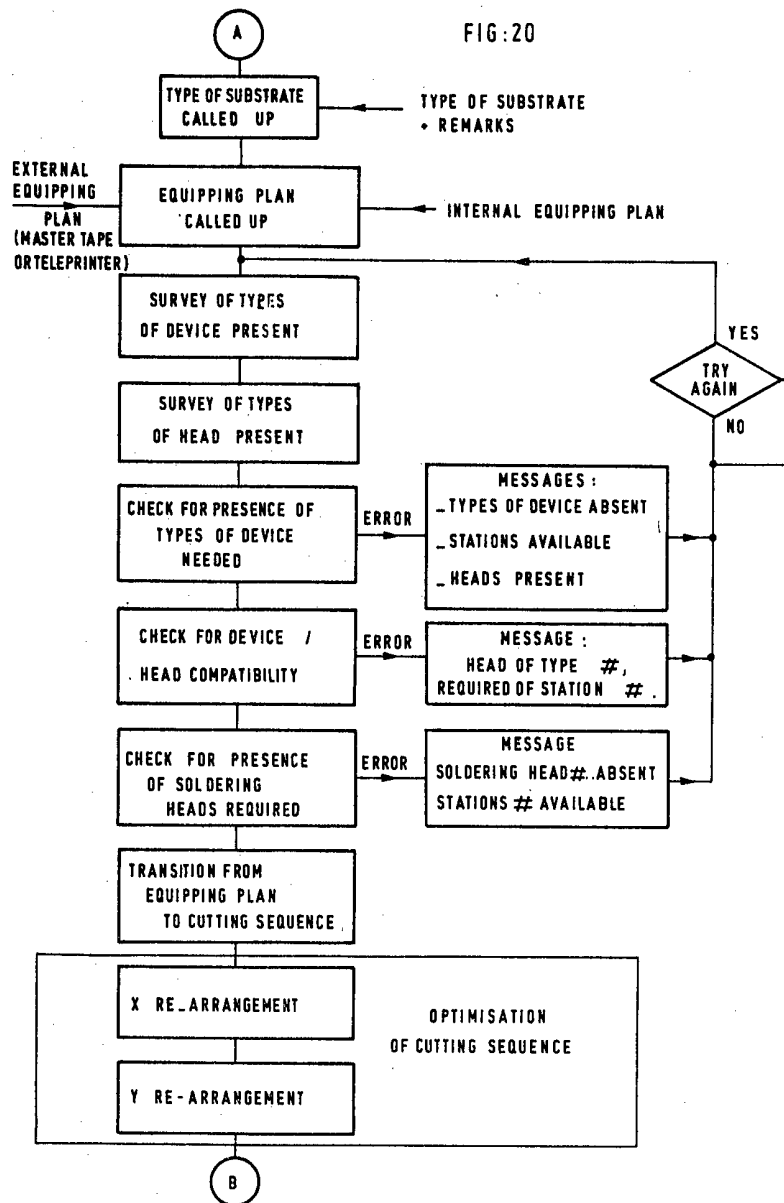 A
FIG:20
TYPE OF SUBSTRATE
CALLED UP
TYPE OF SUBSTRATE
+ REMARKS
EXTERNAL
EQUIPPING
PLAN
(MASTER TAPE
OR TELEPRINTER)
EQUIPPING PLAN
CALLED UP
INTERNAL EQUIPPING PLAN
SURVEY OF TYPES
OF DEVICE PRESENT
YES
TRY
AGAIN
NO
SURVEY OF TYPES
OF HEAD PRESENT
CHECK FOR PRESENCE OF
TYPES OF DEVICE
NEEDED
ERROR
MESSAGES:
_TYPES OF DEVICE ABSENT
_STATIONS AVAILABLE
_HEADS PRESENT
CHECK FOR DEVICE /
HEAD COMPATIBILITY
ERROR
MESSAGE:
HEAD OF TYPE #,
REQUIRED OF STATION #.
CHECK FOR PRESENCE
OF SOLDERING
HEADS REQUIRED
ERROR
MESSAGE
SOLDERING HEAD#..ABSENT
STATIONS # AVAILABLE
TRANSITION FROM
EQUIPPING PLAN
TO CUTTING SEQUENCE
X RE_ARRANGEMENT
OPTIMISATION
OF CUTTING SEQUENCE
Y RE-ARRANGEMENT
B